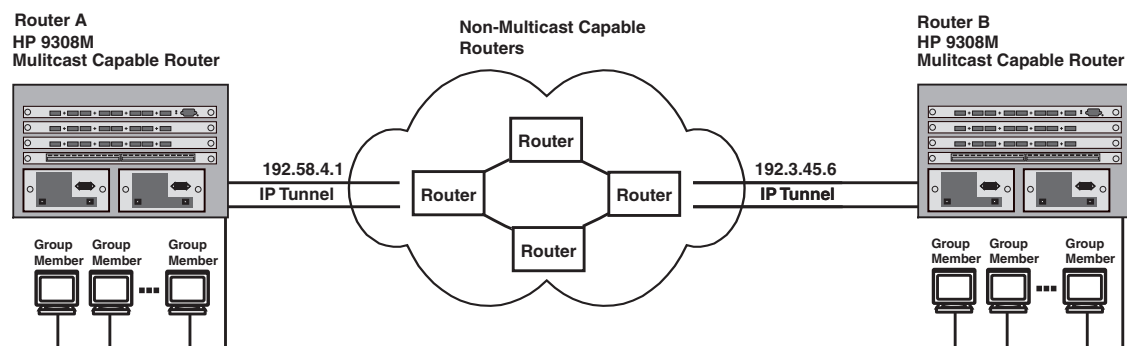 Router A
HP 9308M
Mulitcast Capable Router
Non-Multicast Capable
Routers
Router B
HP 9308M
Mulitcast Capable Router
Router
192.58.4.1
IP Tunnel
Router
Router
192.3.45.6
IP Tunnel
Router
Group
Member
Group
Member
Group
Member
Group
Member
Group
Member
Group
Member